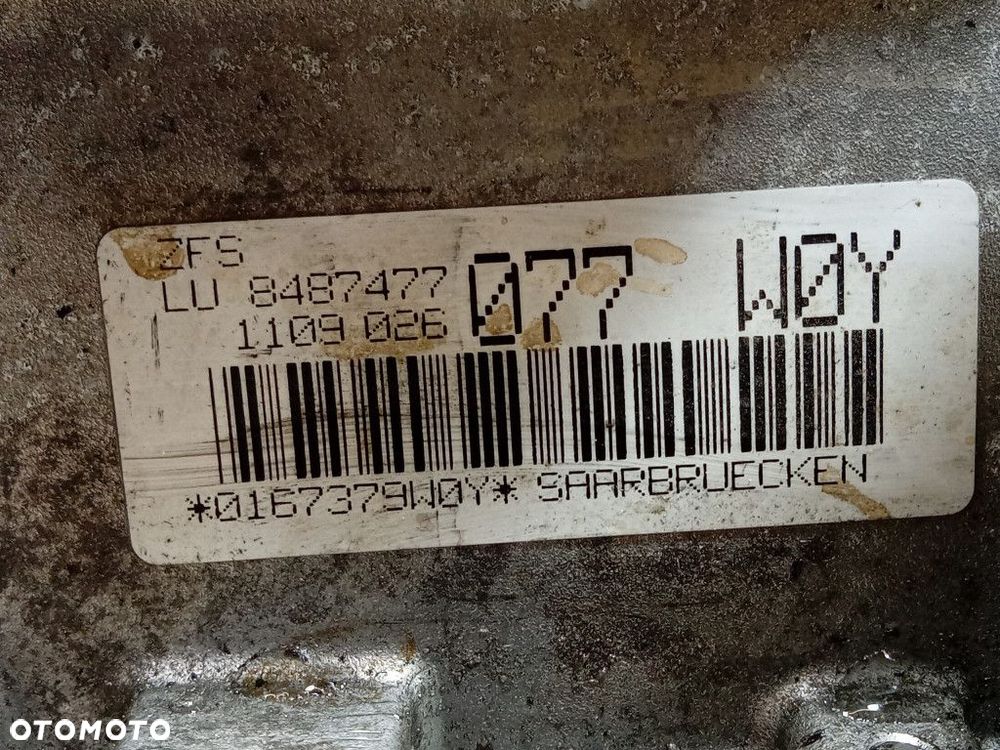 ZFS
LU 8487477
1109 026 077 W0Y
*0167379W0Y* SAARBRUECKEN
OTOMOTO